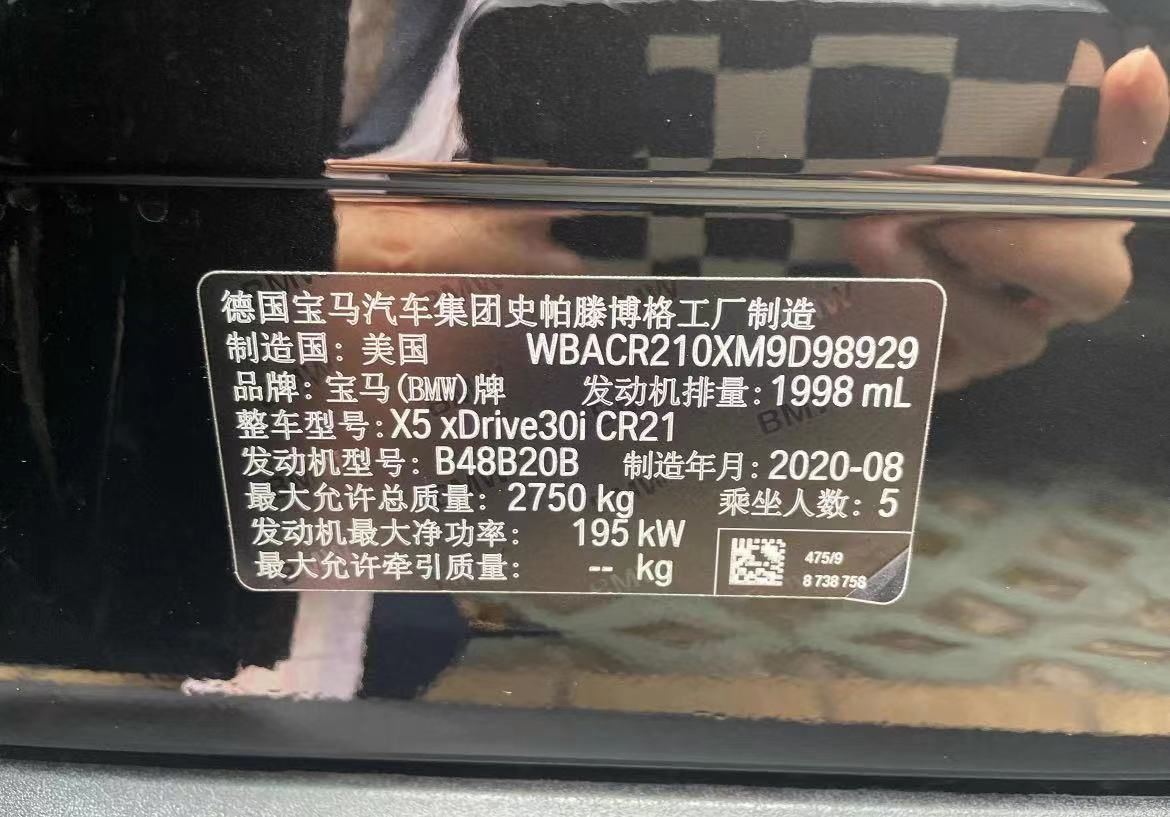 德国宝马汽车集团史帕滕博格工厂制造
制造国：美国 WBACR210XM9D98929
品牌：宝马(BMW)牌 发动机排量：1998 mL
整车型号：X5 xDrive30i CR21
发动机型号：B48B20B 制造年月：2020-08
最大允许总质量：2750 kg 乘坐人数：5
发动机最大净功率：195 kW
最大允许牵引质量：-- kg
475/9
8 738 758